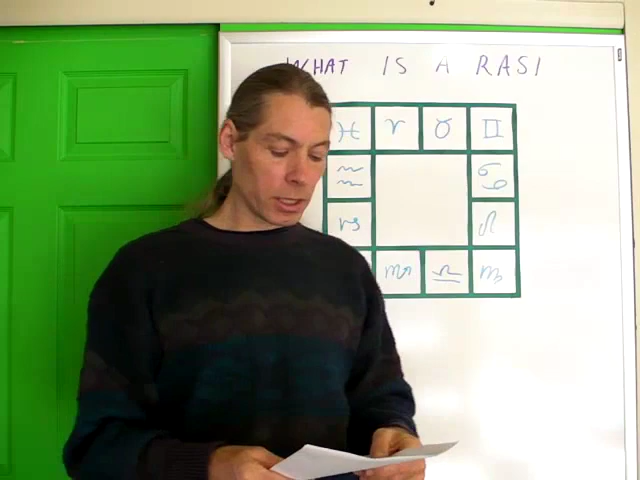 WHAT IS A RASI
♓ ♈ ♉ ♊
♒ ♋
♑ ♌
♏ ♎ ♍